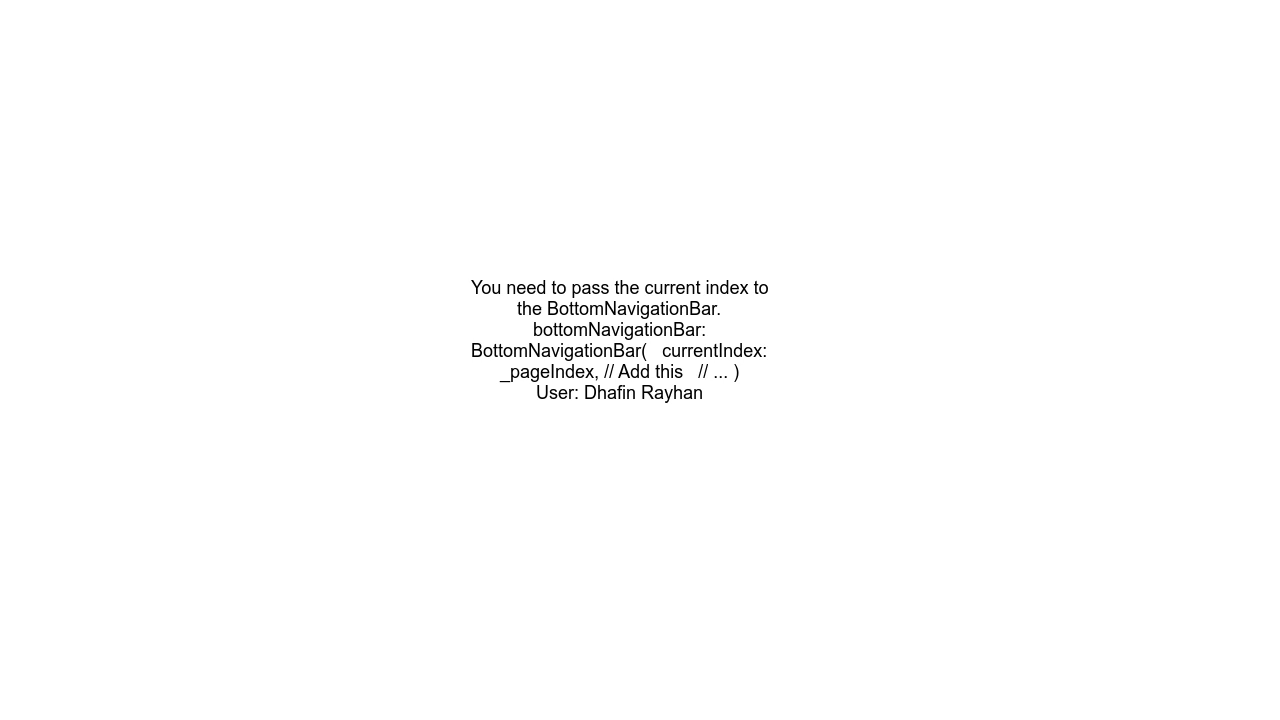 You need to pass the current index to
the BottomNavigationBar.
bottomNavigationBar:
BottomNavigationBar(   currentIndex:
_pageIndex, // Add this   // ... )
User: Dhafin Rayhan